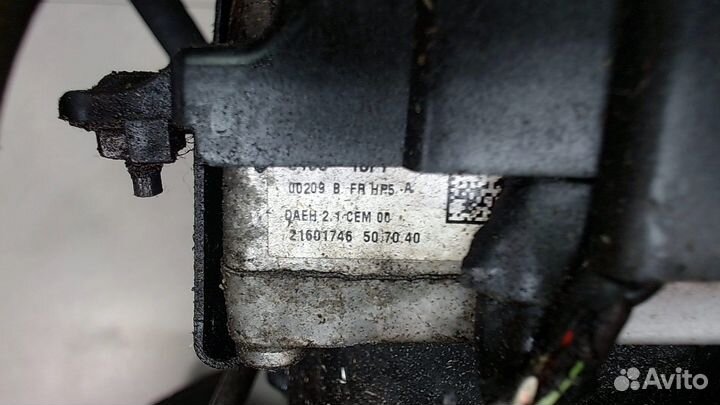 00209 B FR HP5 A
DAEH 2.1 CEM 00
21601746 50.70.40
Avito